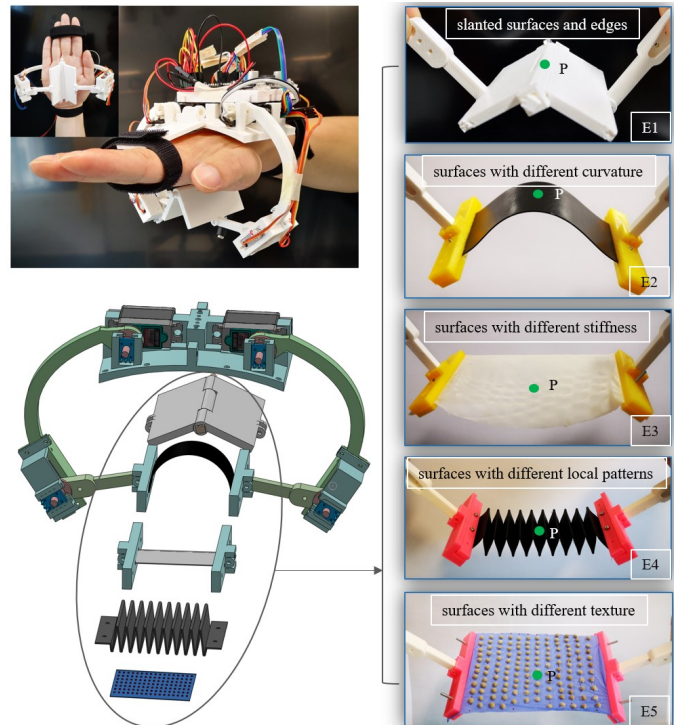 slanted surfaces and edges
P
E1
surfaces with different curvature
P
E2
surfaces with different stiffness
P
E3
surfaces with different local patterns
P
E4
surfaces with different texture
P
E5